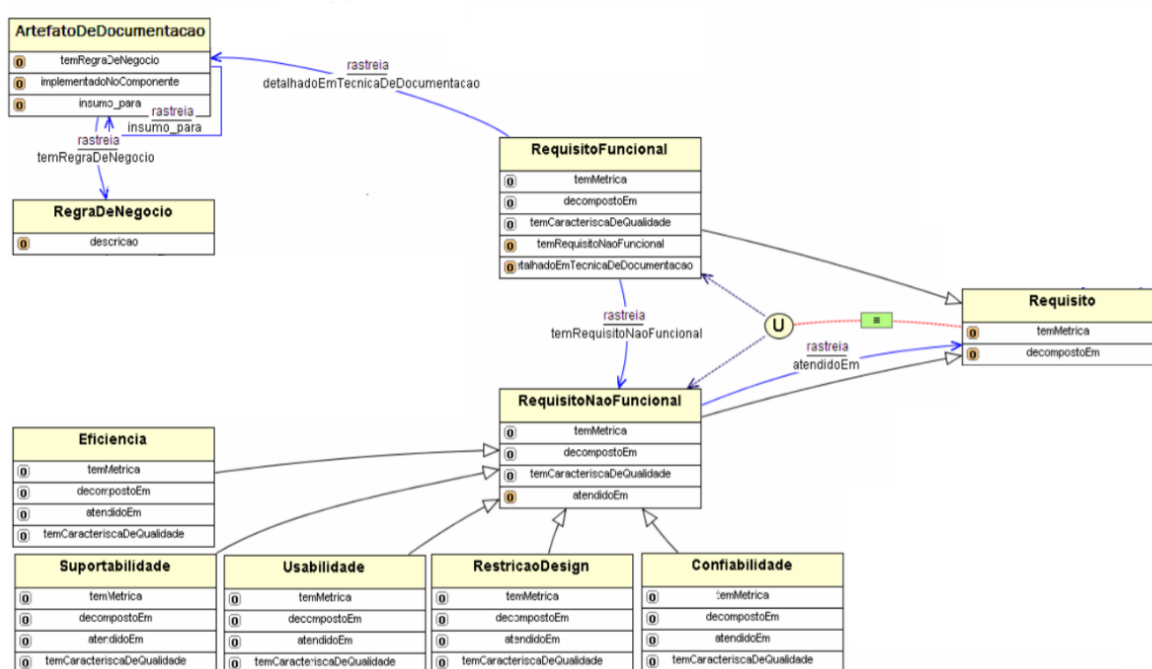 ArtefatoDeDocumentacao
temRegraDeNegocio
implementadoNoComponente
insumo_para
rastreia
insumo_para
rastreia
temRegraDeNegocio
RegraDeNegocio
descricao
rastreia
detalhadoEmTecnicaDeDocumentacao
RequisitoFuncional
temMetrica
decompostoEm
temCaracteriscaDeQualidade
temRequisitoNaoFuncional
etalhadoEmTecnicaDeDocumentacao
rastreia
temRequisitoNaoFuncional
U
≡
rastreia
atendidoEm
Requisito
temMetrica
decompostoEm
RequisitoNaoFuncional
temMetrica
decompostoEm
temCaracteriscaDeQualidade
atendidoEm
Eficiencia
temMetrica
decompostoEm
atendidoEm
temCaracteriscaDeQualidade
Suportabilidade
temMetrica
decompostoEm
atendidoEm
temCaracteriscaDeQualidade
Usabilidade
temMetrica
decompostoEm
atendidoEm
temCaracteriscaDeQualidade
RestricaoDesign
temMetrica
decompostoEm
atendidoEm
temCaracteriscaDeQualidade
Confiabilidade
temMetrica
decompostoEm
atendidoEm
temCaracteriscaDeQualidade